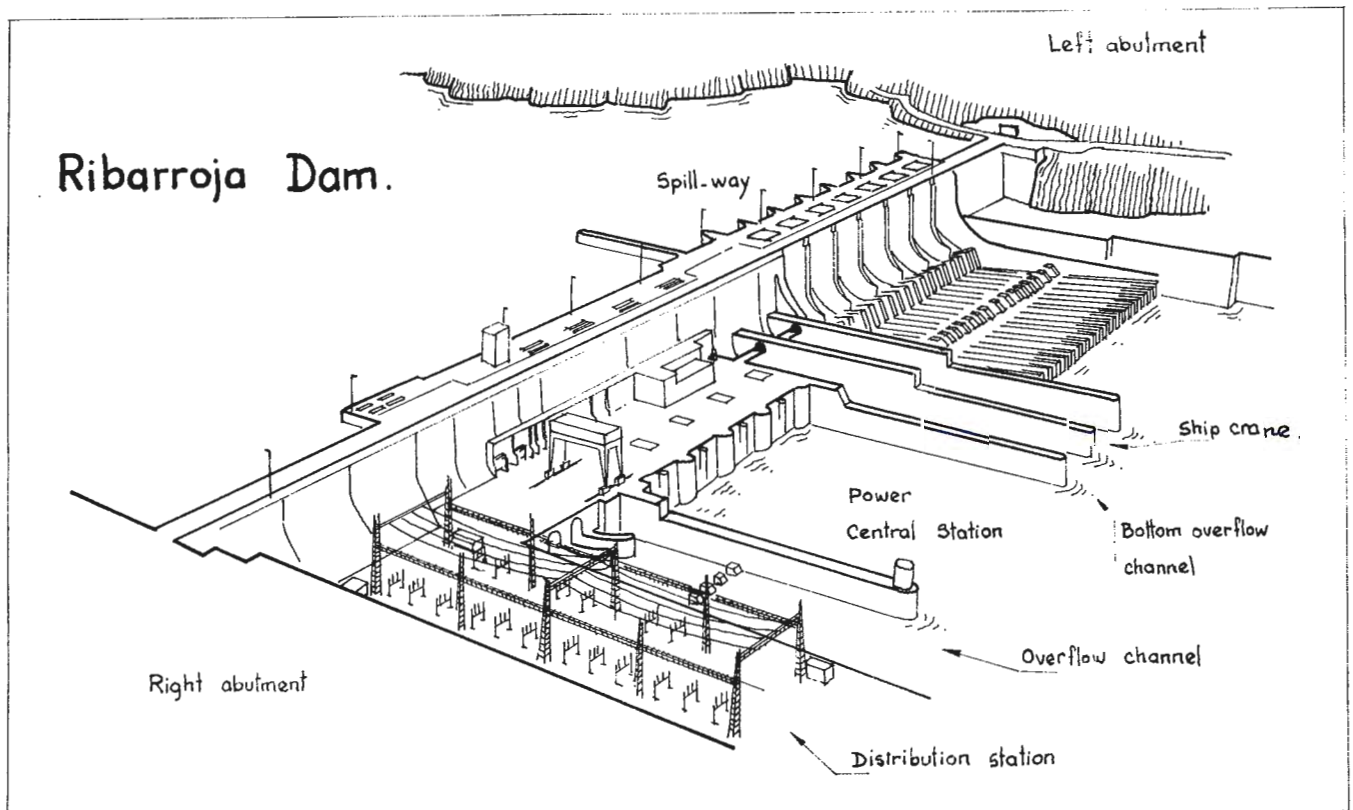 Left abutment
Ribarroja Dam.
Spill-way
Ship crane.
Power
Central Station
Bottom overflow
channel
Overflow channel
Right abutment
Distribution station